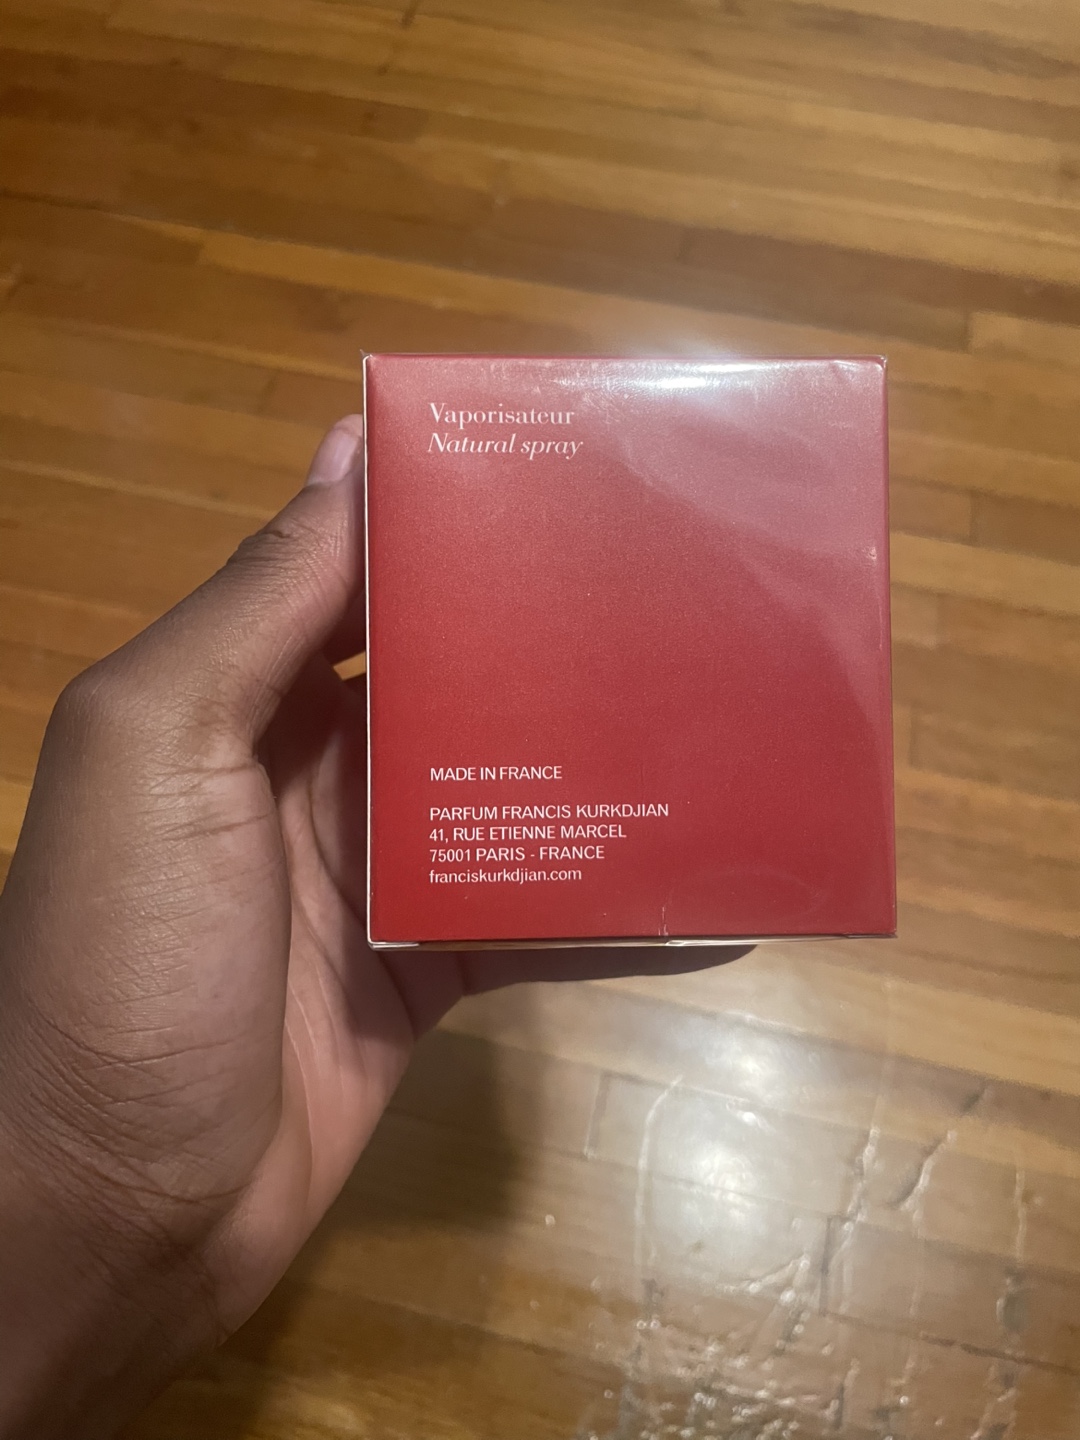 Vaporisateur
Natural spray
MADE IN FRANCE
PARFUM FRANCIS KURKDJIAN
41, RUE ETIENNE MARCEL
75001 PARIS - FRANCE
franciskurkdjian.com